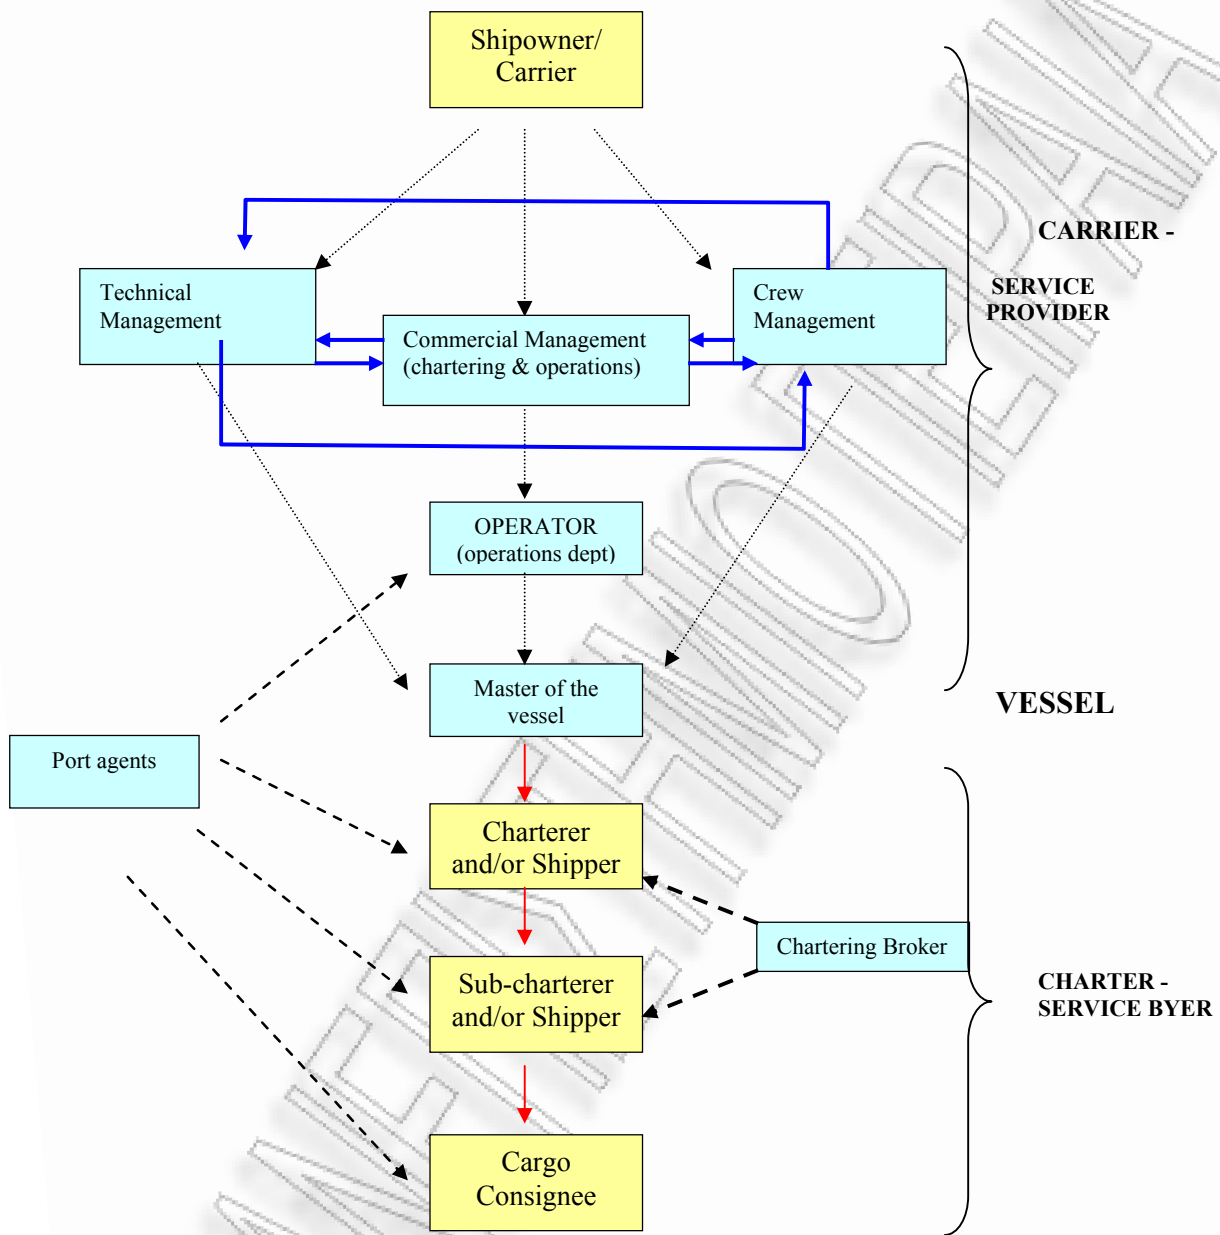 Shipowner/
Carrier
CARRIER -
SERVICE
PROVIDER
Technical
Management
Commercial Management
(chartering & operations)
Crew
Management
OPERATOR
(operations dept)
Master of the
vessel
VESSEL
Port agents
Charterer
and/or Shipper
Chartering Broker
Sub-charterer
and/or Shipper
CHARTER -
SERVICE BYER
Cargo
Consignee